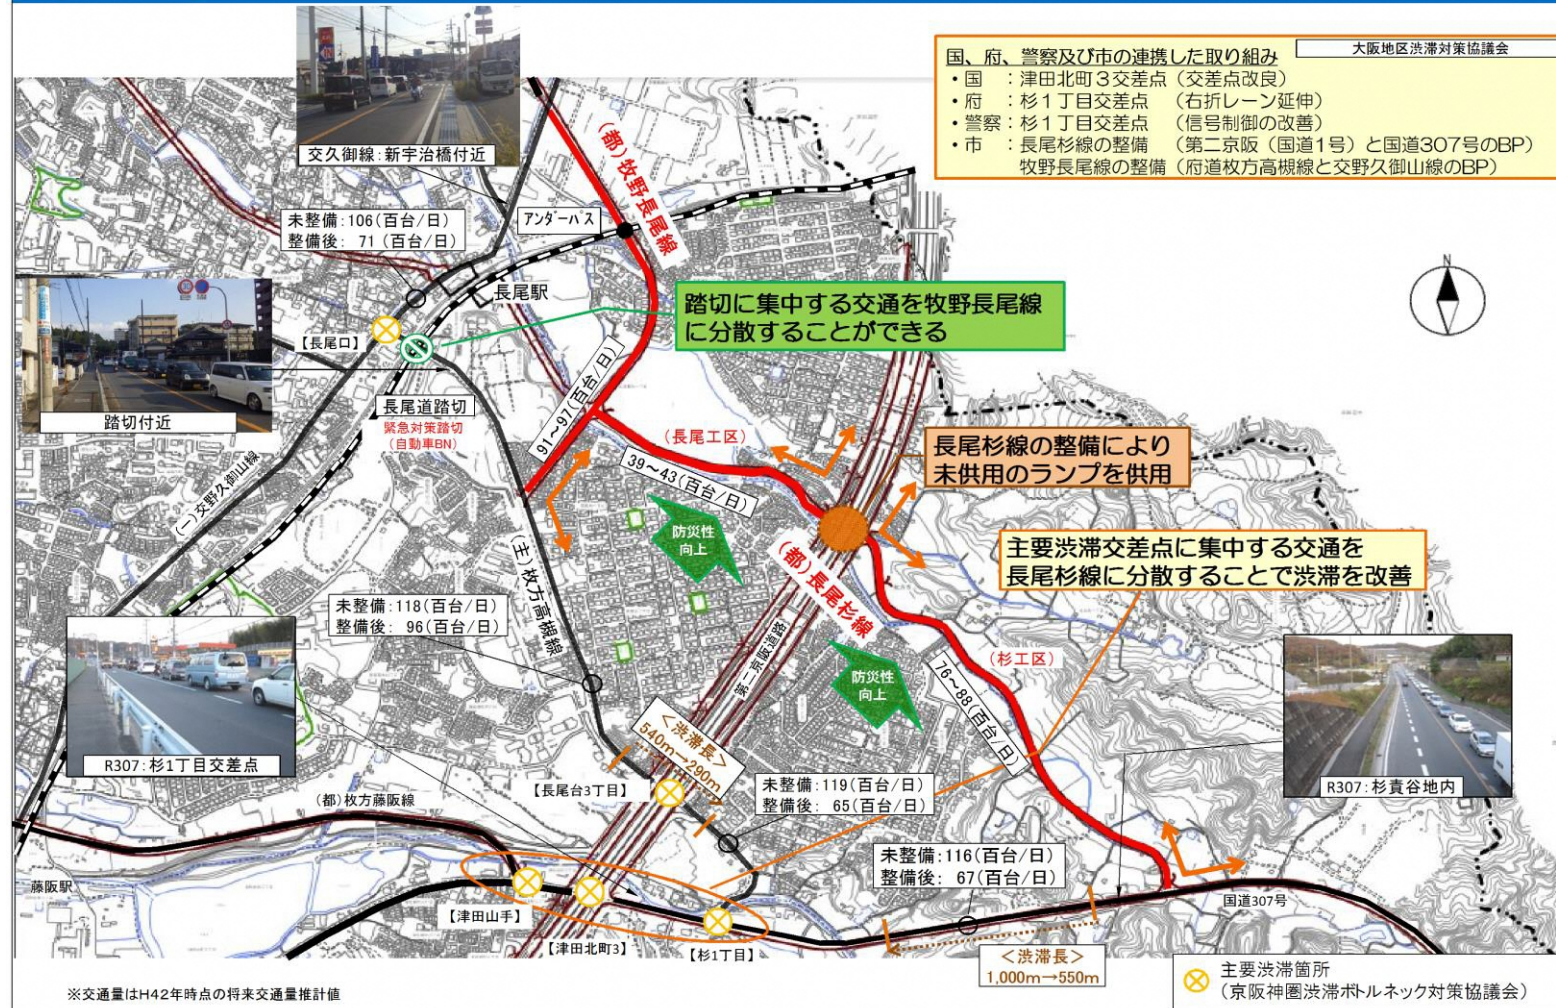 大阪地区渋滞対策協議会
国、府、警察及び市の連携した取り組み
・国　：津田北町３交差点（交差点改良）
・府　：杉１丁目交差点　（右折レーン延伸）
・警察：杉１丁目交差点　（信号制御の改善）
・市　：長尾杉線の整備　（第二京阪（国道1号）と国道307号のBP）
牧野長尾線の整備（府道枚方高槻線と交野久御山線のBP）
交久御線：新宇治橋付近
(都)牧野長尾線
アンダーパス
未整備：106(百台/日)
整備後： 71(百台/日)
長尾駅
N
踏切に集中する交通を牧野長尾線
に分散することができる
【長尾口】
踏切付近
長尾道踏切
緊急対策踏切
(自動車BN)
91～97(百台/日)
(長尾工区)
39～43(百台/日)
長尾杉線の整備により
未供用のランプを供用
(一)交野久御山線
防災性
向上
(主)枚方高槻線
(都)長尾杉線
主要渋滞交差点に集中する交通を
長尾杉線に分散することで渋滞を改善
未整備：118(百台/日)
整備後： 96(百台/日)
第二京阪道路
(杉工区)
防災性
向上
76～88(百台/日)
R307：杉1丁目交差点
＜渋滞長＞
540m→290m
R307：杉責谷地内
【長尾台3丁目】
未整備：119(百台/日)
整備後： 65(百台/日)
(都)枚方藤阪線
未整備：116(百台/日)
整備後： 67(百台/日)
藤阪駅
国道307号
【津田山手】
【津田北町3】
【杉1丁目】
＜渋滞長＞
1,000m→550m
主要渋滞箇所
(京阪神圏渋滞ボトルネック対策協議会)
※交通量はH42年時点の将来交通量推計値